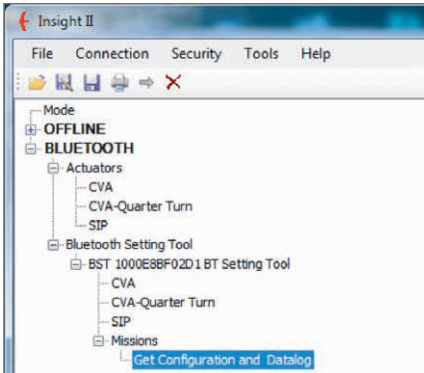 Insight II
File Connection Security Tools Help
Mode
OFFLINE
BLUETOOTH
Actuators
CVA
CVA-Quarter Turn
SIP
Bluetooth Setting Tool
BST 1000E8BF02D1 BT Setting Tool
CVA
CVA-Quarter Turn
SIP
Missions
Get Configuration and Datalog